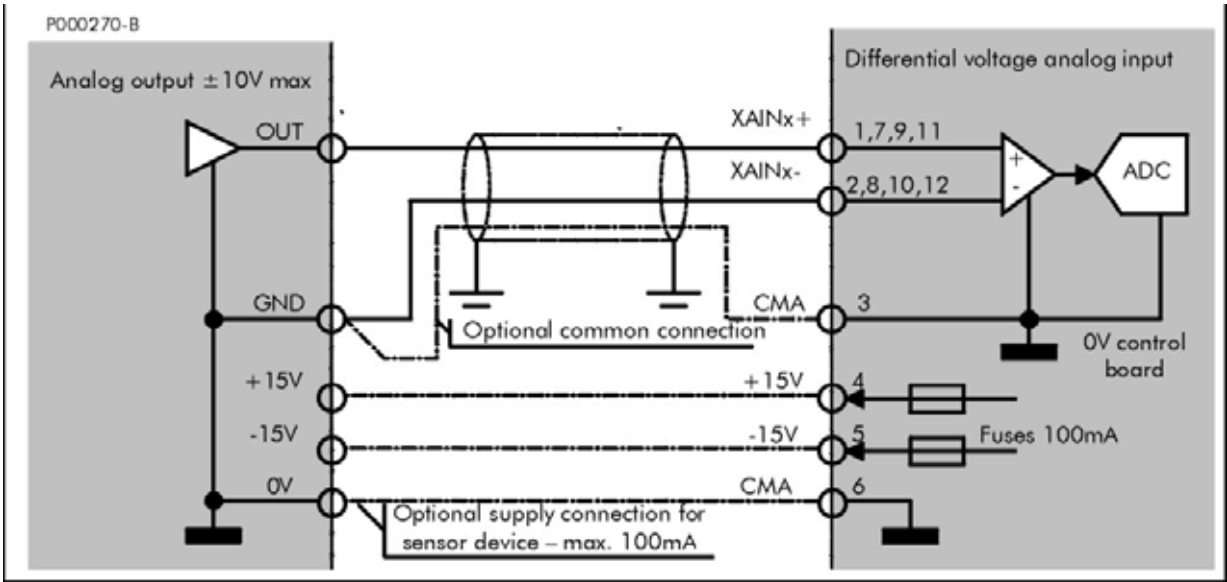 P000270-B
Analog output ±10V max
Differential voltage analog input
OUT
XAINx+
1,7,9,11
XAINx-
2,8,10,12
+
-
ADC
GND
CMA
3
Optional common connection
0V control
board
+15V
+15V
4
-15V
-15V
5
Fuses 100mA
0V
CMA
6
Optional supply connection for
sensor device – max. 100mA